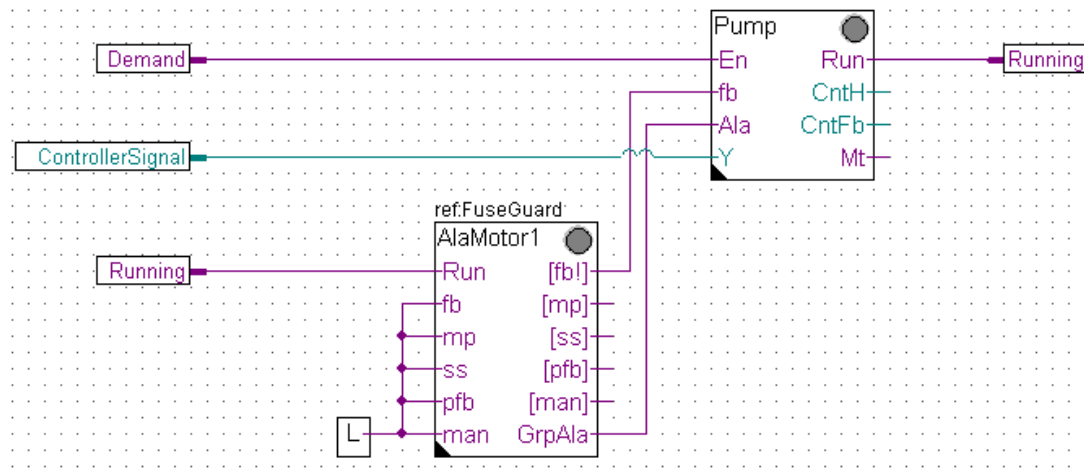 Pump
Demand En Run Running
fb CntH
Ala CntFb
ControllerSignal Y Mt
ref:FuseGuard
AlaMotor1
Running Run [fb!]
fb [mp]
mp [ss]
ss [pfb]
pfb [man]
L man GrpAla